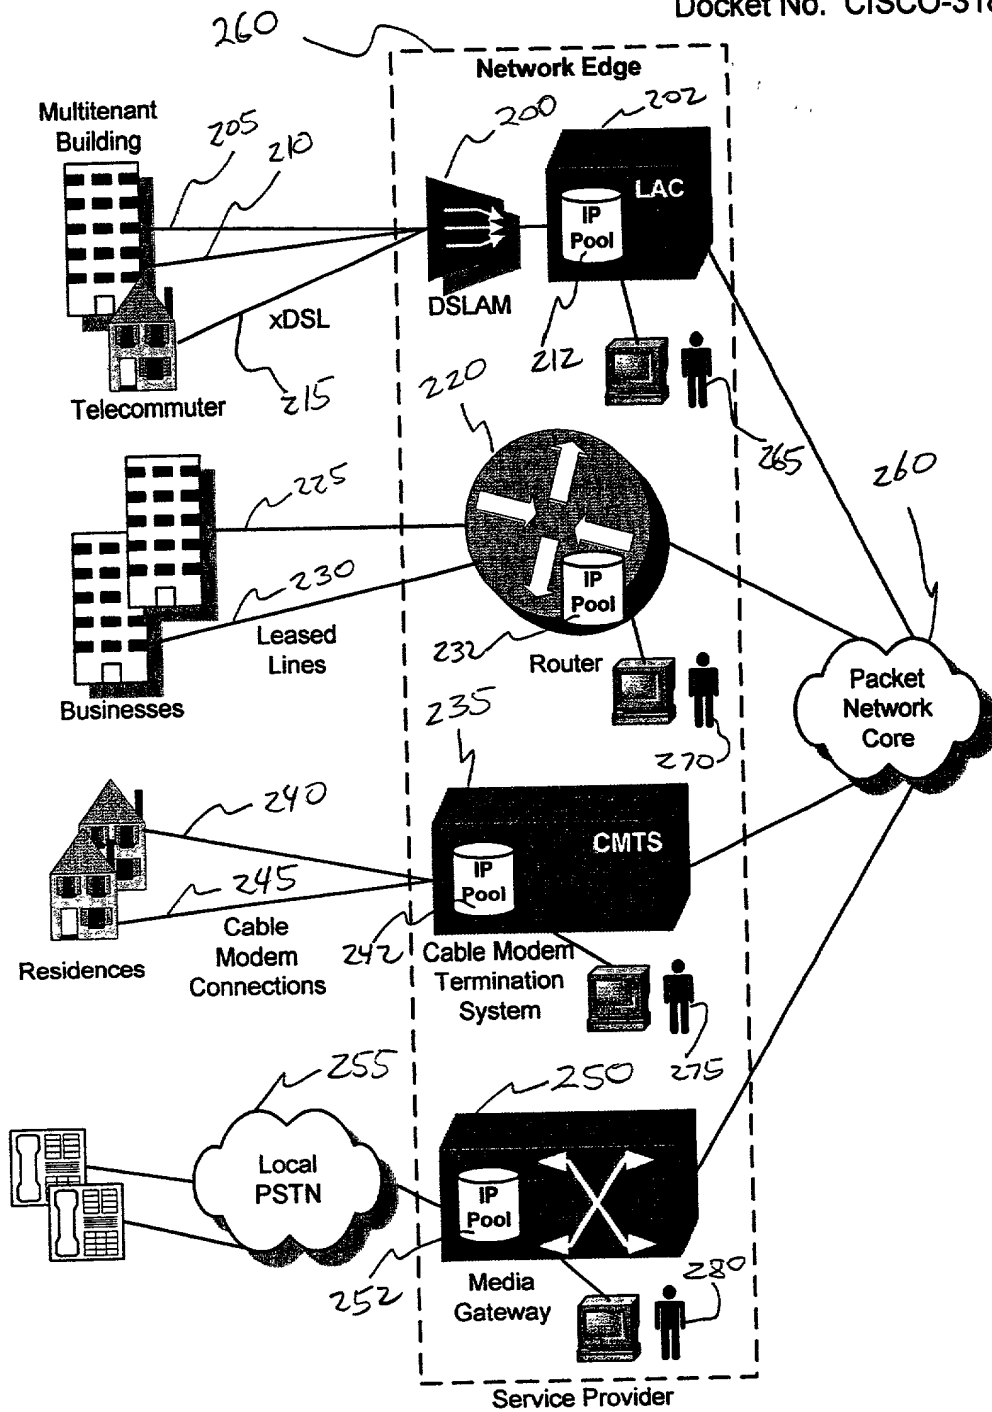 Docket No. CISCO-318
260
Network Edge
Multitenant
Building
205
210
200
202
LAC
IP
Pool
DSLAM
xDSL
212
215
Telecommuter
220
265
260
225
230
IP
Pool
Leased
Lines
232
Router
Businesses
235
Packet
Network
Core
270
240
CMTS
IP
Pool
245
Cable
Modem
Connections
242
Cable Modem
Termination
System
Residences
275
255
250
Local
PSTN
IP
Pool
252
Media
Gateway
280
Service Provider